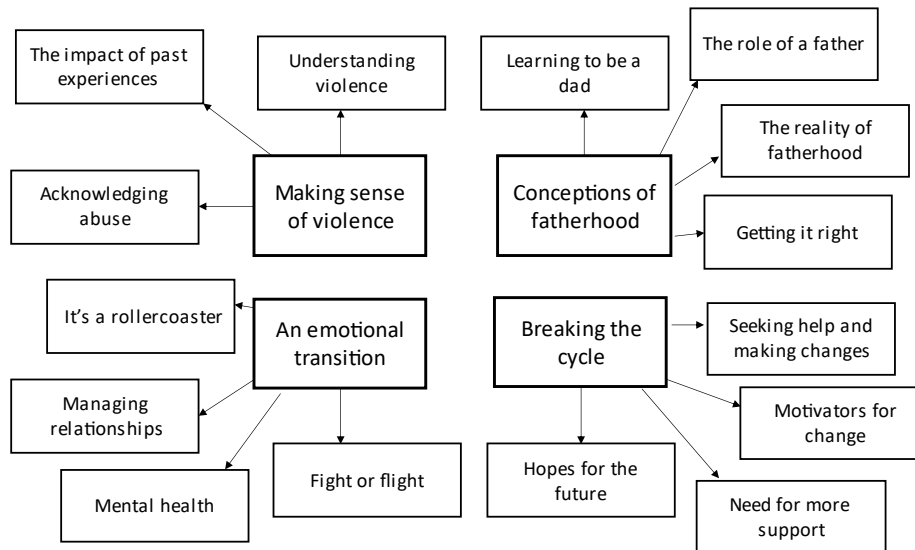 The impact of past
experiences
Understanding
violence
Acknowledging
abuse
Making sense
of violence
Learning to be a
dad
The role of a father
The reality of
fatherhood
Conceptions of
fatherhood
Getting it right
It’s a rollercoaster
An emotional
transition
Managing
relationships
Mental health
Fight or flight
Breaking the
cycle
Seeking help and
making changes
Motivators for
change
Hopes for the
future
Need for more
support